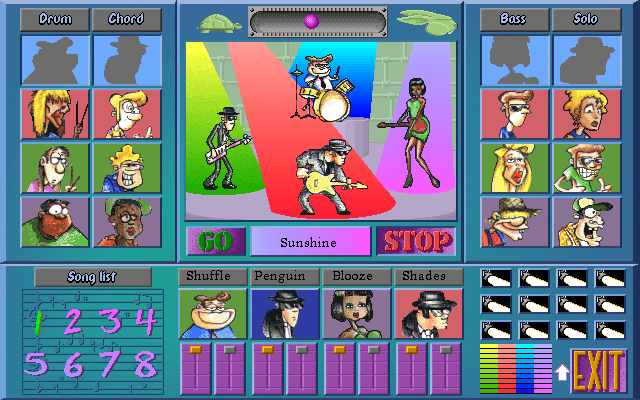 Drum Chord Bass Solo
GO Sunshine STOP
Song list Shuffle Penguin Blooze Shades
1 2 3 4
5 6 7 8
EXIT